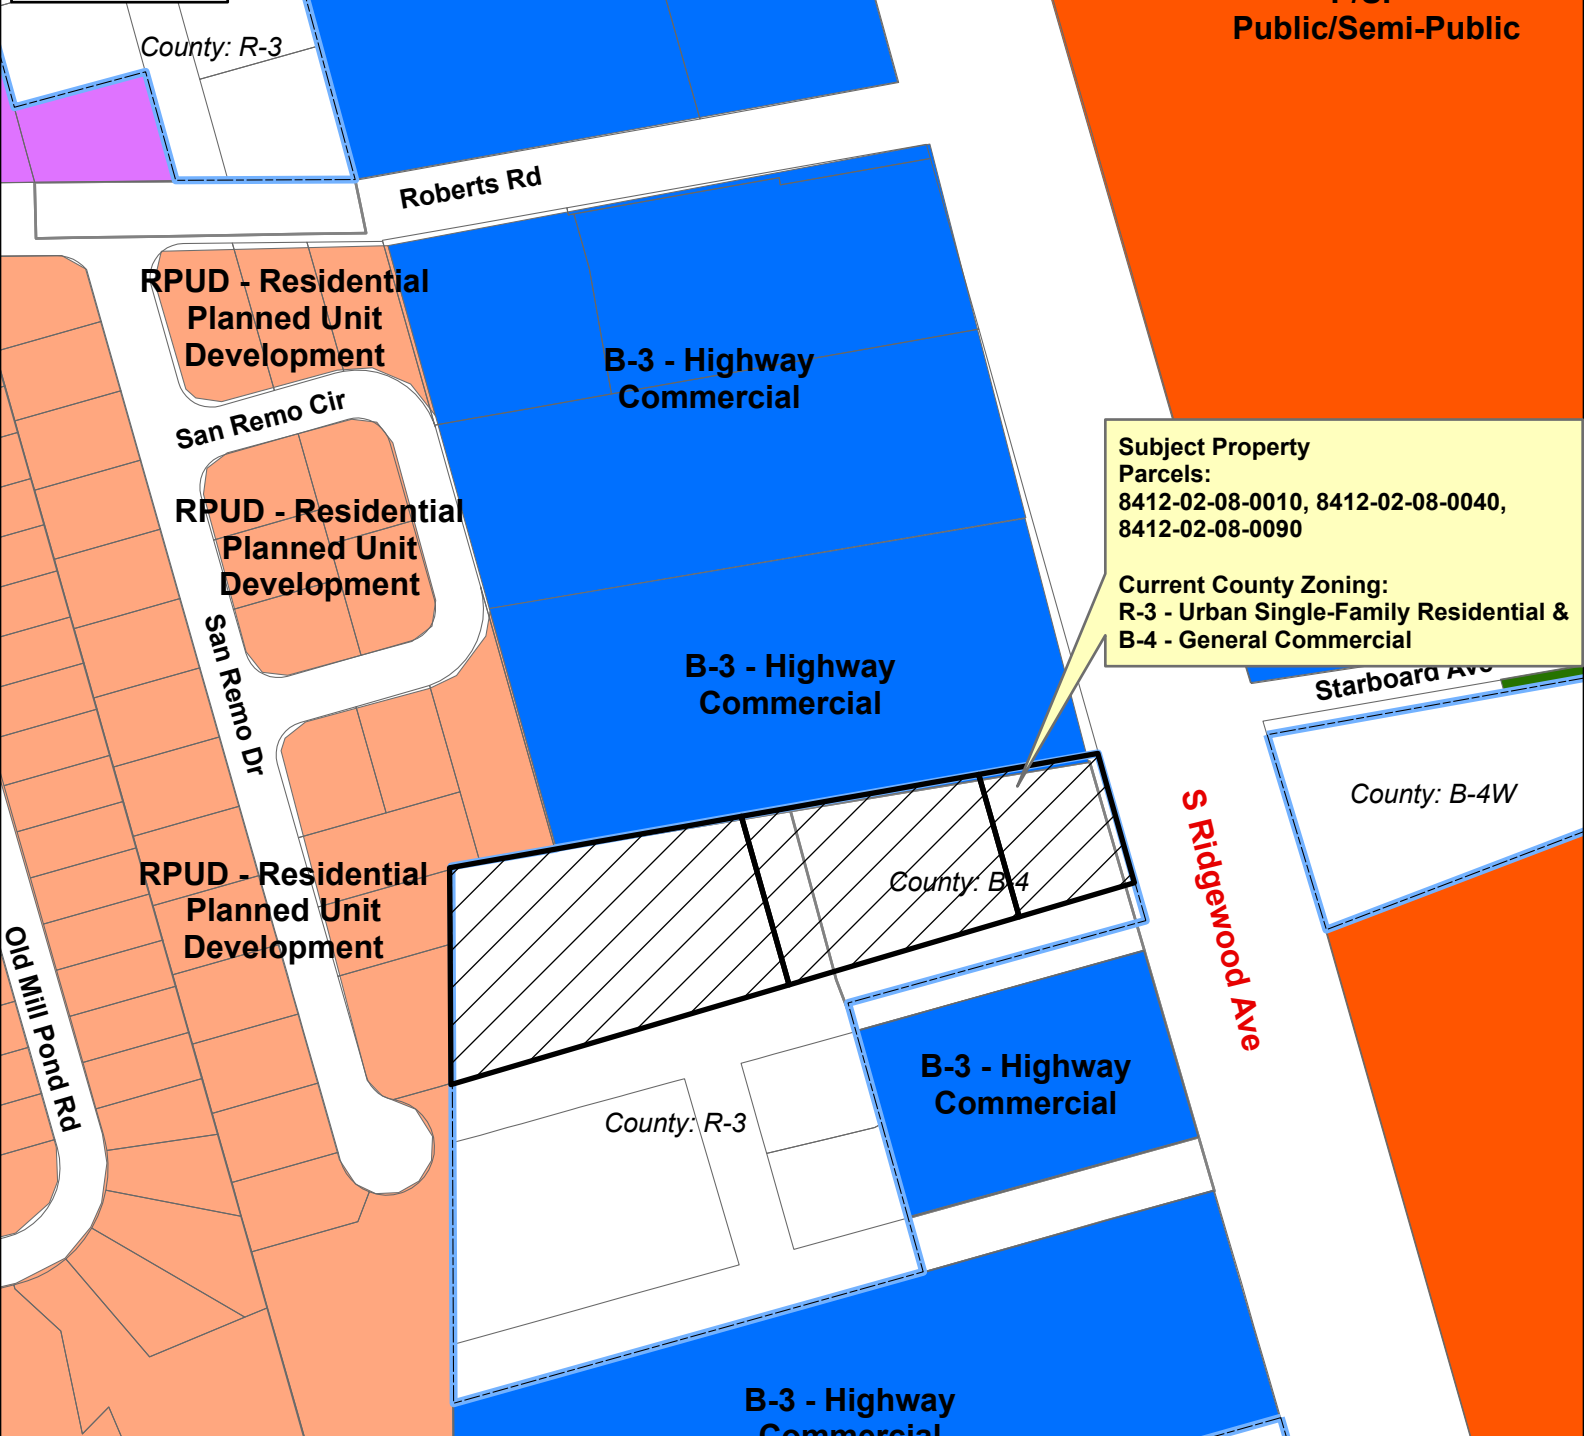 Public/Semi-Public
County: R-3
Roberts Rd
RPUD - Residential
Planned Unit
Development
B-3 - Highway
Commercial
San Remo Cir
Subject Property
Parcels:
8412-02-08-0010, 8412-02-08-0040,
8412-02-08-0090
Current County Zoning:
R-3 - Urban Single-Family Residential &
B-4 - General Commercial
RPUD - Residential
Planned Unit
Development
San Remo Dr
B-3 - Highway
Commercial
Starboard Ave
County: B-4W
S Ridgewood Ave
RPUD - Residential
Planned Unit
Development
County: B-4
Old Mill Pond Rd
B-3 - Highway
Commercial
County: R-3
B-3 - Highway
Commercial